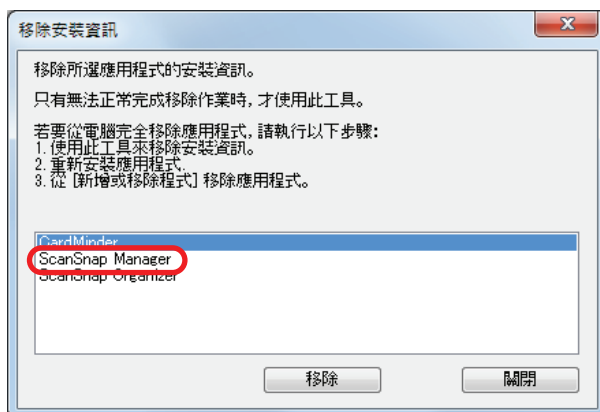 移除安裝資訊
移除所選應用程式的安裝資訊。
只有無法正常完成移除作業時,才使用此工具。
若要從電腦完全移除應用程式,請執行以下步驟:
1. 使用此工具來移除安裝資訊。
2. 重新安裝應用程式.
3. 從 [新增或移除程式] 移除應用程式。
CardMinder
ScanSnap Manager
ScanSnap Organizer
移除
關閉